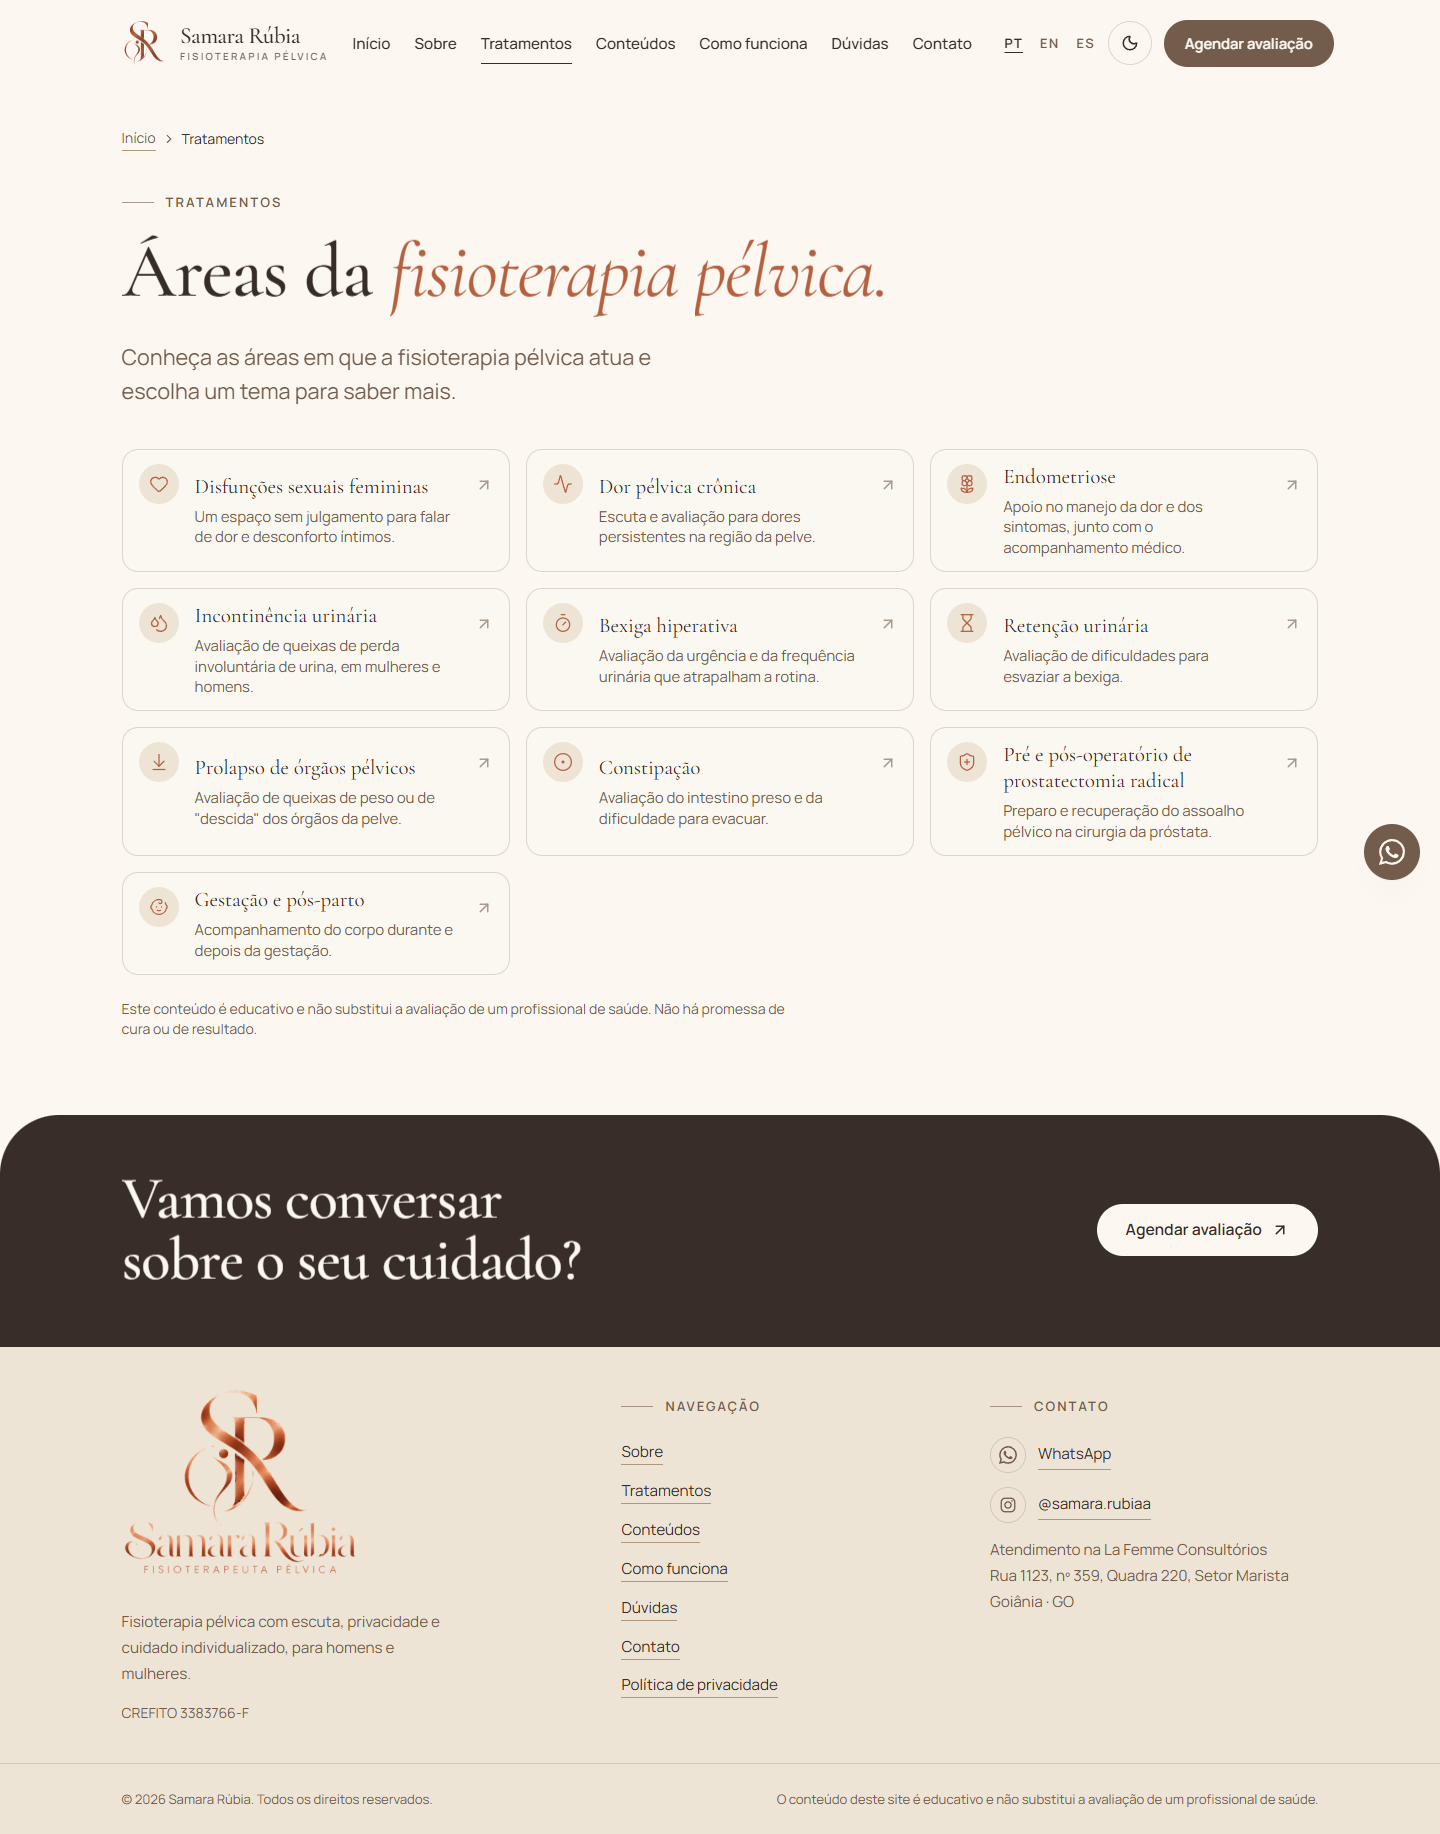 SR
Samara Rúbia
FISIOTERAPIA PÉLVICA
Início
Sobre
Tratamentos
Conteúdos
Como funciona
Dúvidas
Contato
PT
EN
ES
Agendar avaliação
Início
Tratamentos
TRATAMENTOS
Áreas da fisioterapia pélvica.
Conheça as áreas em que a fisioterapia pélvica atua e
escolha um tema para saber mais.
Disfunções sexuais femininas
Um espaço sem julgamento para falar
de dor e desconforto íntimos.
Dor pélvica crônica
Escuta e avaliação para dores
persistentes na região da pelve.
Endometriose
Apoio no manejo da dor e dos
sintomas, junto com o
acompanhamento médico.
Incontinência urinária
Avaliação de queixas de perda
involuntária de urina, em mulheres e
homens.
Bexiga hiperativa
Avaliação da urgência e da frequência
urinária que atrapalham a rotina.
Retenção urinária
Avaliação de dificuldades para
esvaziar a bexiga.
Prolapso de órgãos pélvicos
Avaliação de queixas de peso ou de
"descida" dos órgãos da pelve.
Constipação
Avaliação do intestino preso e da
dificuldade para evacuar.
Pré e pós-operatório de
prostatectomia radical
Preparo e recuperação do assoalho
pélvico na cirurgia da próstata.
Gestação e pós-parto
Acompanhamento do corpo durante e
depois da gestação.
Este conteúdo é educativo e não substitui a avaliação de um profissional de saúde. Não há promessa de
cura ou de resultado.
Vamos conversar
sobre o seu cuidado?
Agendar avaliação
SR
Samara Rúbia
FISIOTERAPEUTA PÉLVICA
Fisioterapia pélvica com escuta, privacidade e
cuidado individualizado, para homens e
mulheres.
CREFITO 3383766-F
NAVEGAÇÃO
Sobre
Tratamentos
Conteúdos
Como funciona
Dúvidas
Contato
Política de privacidade
CONTATO
WhatsApp
@samara.rubiaa
Atendimento na La Femme Consultórios
Rua 1123, nº 359, Quadra 220, Setor Marista
Goiânia · GO
© 2026 Samara Rúbia. Todos os direitos reservados.
O conteúdo deste site é educativo e não substitui a avaliação de um profissional de saúde.